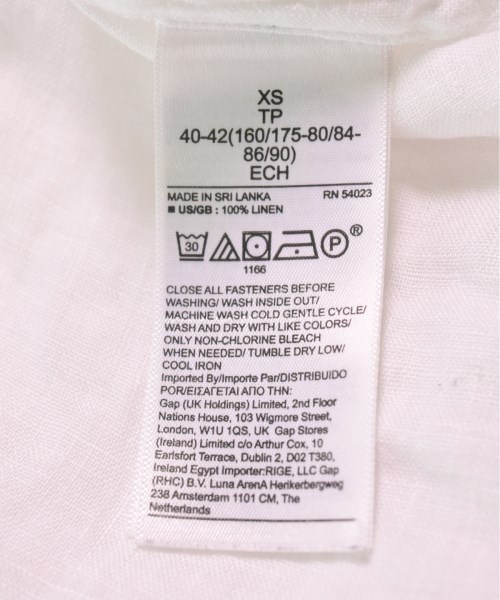 XS
TP
40-42(160/175-80/84-
86/90)
ECH
MADE IN SRI LANKA RN 54023
■ US/GB : 100% LINEN
30 P ®
1166
CLOSE ALL FASTENERS BEFORE
WASHING/ WASH INSIDE OUT/
MACHINE WASH COLD GENTLE CYCLE/
WASH AND DRY WITH LIKE COLORS/
ONLY NON-CHLORINE BLEACH
WHEN NEEDED/ TUMBLE DRY LOW/
COOL IRON
Imported By/Importe Par/DISTRIBUIDO
POR/ΕΙΣΑΓΕΤΑΙ ΑΠΟ ΤΗΝ:
Gap (UK Holdings) Limited, 2nd Floor
Nations House, 103 Wigmore Street,
London, W1U 1QS, UK Gap Stores
(Ireland) Limited c/o Arthur Cox, 10
Earlsfort Terrace, Dublin 2, D02 T380,
Ireland Egypt Importer:RIGE, LLC Gap
(RHC) B.V. Luna ArenA Herikerbergweg
238 Amsterdam 1101 CM, The
Netherlands